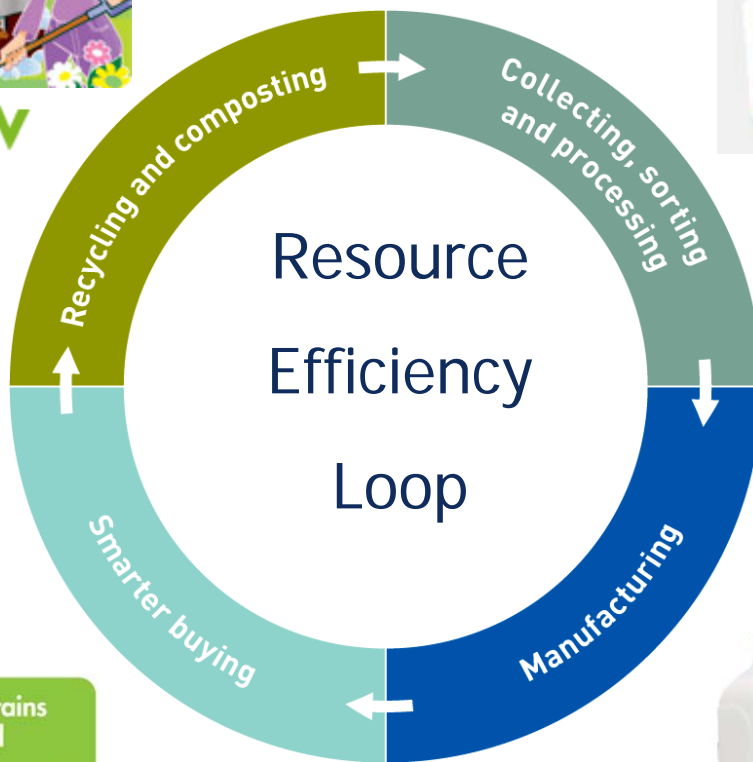 Recycling and composting
Collecting, sorting
and processing
Resource
Efficiency
Loop
Smarter buying
Manufacturing